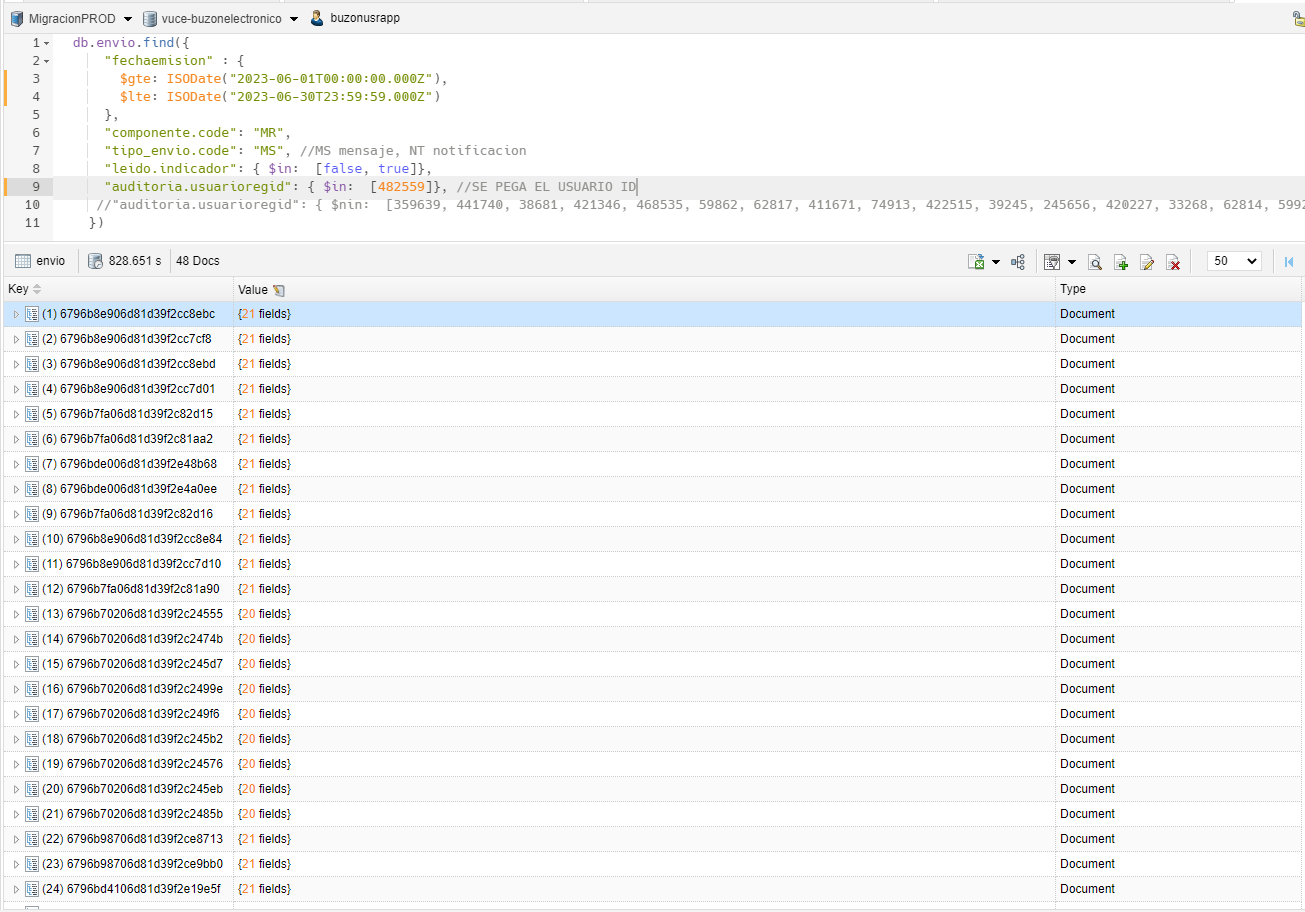 MigracionPROD vuce-buzonelectronico buzonusrapp
1 db.envio.find({
2 "fechaemision" : {
3 $gte: ISODate("2023-06-01T00:00:00.000Z"),
4 $lte: ISODate("2023-06-30T23:59:59.000Z")
5 },
6 "componente.code": "MR",
7 "tipo_envio.code": "MS", //MS mensaje, NT notificacion
8 "leido.indicador": { $in: [false, true]},
9 "auditoria.usuarioregid": { $in: [482559]}, //SE PEGA EL USUARIO ID
10 //"auditoria.usuarioregid": { $nin: [359639, 441740, 38681, 421346, 468535, 59862, 62817, 411671, 74913, 422515, 39245, 245656, 420227, 33268, 62814, 5992
11 })
envio 828.651 s 48 Docs 50
Key Value Type
(1) 6796b8e906d81d39f2cc8ebc {21 fields} Document
(2) 6796b8e906d81d39f2cc7cf8 {21 fields} Document
(3) 6796b8e906d81d39f2cc8ebd {21 fields} Document
(4) 6796b8e906d81d39f2cc7d01 {21 fields} Document
(5) 6796b7fa06d81d39f2c82d15 {21 fields} Document
(6) 6796b7fa06d81d39f2c81aa2 {21 fields} Document
(7) 6796bde006d81d39f2e48b68 {21 fields} Document
(8) 6796bde006d81d39f2e4a0ee {21 fields} Document
(9) 6796b7fa06d81d39f2c82d16 {21 fields} Document
(10) 6796b8e906d81d39f2cc8e84 {21 fields} Document
(11) 6796b8e906d81d39f2cc7d10 {21 fields} Document
(12) 6796b7fa06d81d39f2c81a90 {21 fields} Document
(13) 6796b70206d81d39f2c24555 {20 fields} Document
(14) 6796b70206d81d39f2c2474b {20 fields} Document
(15) 6796b70206d81d39f2c245d7 {20 fields} Document
(16) 6796b70206d81d39f2c2499e {20 fields} Document
(17) 6796b70206d81d39f2c249f6 {20 fields} Document
(18) 6796b70206d81d39f2c245b2 {20 fields} Document
(19) 6796b70206d81d39f2c24576 {20 fields} Document
(20) 6796b70206d81d39f2c245eb {20 fields} Document
(21) 6796b70206d81d39f2c2485b {20 fields} Document
(22) 6796b98706d81d39f2ce8713 {21 fields} Document
(23) 6796b98706d81d39f2ce9bb0 {21 fields} Document
(24) 6796bd4106d81d39f2e19e5f {21 fields} Document